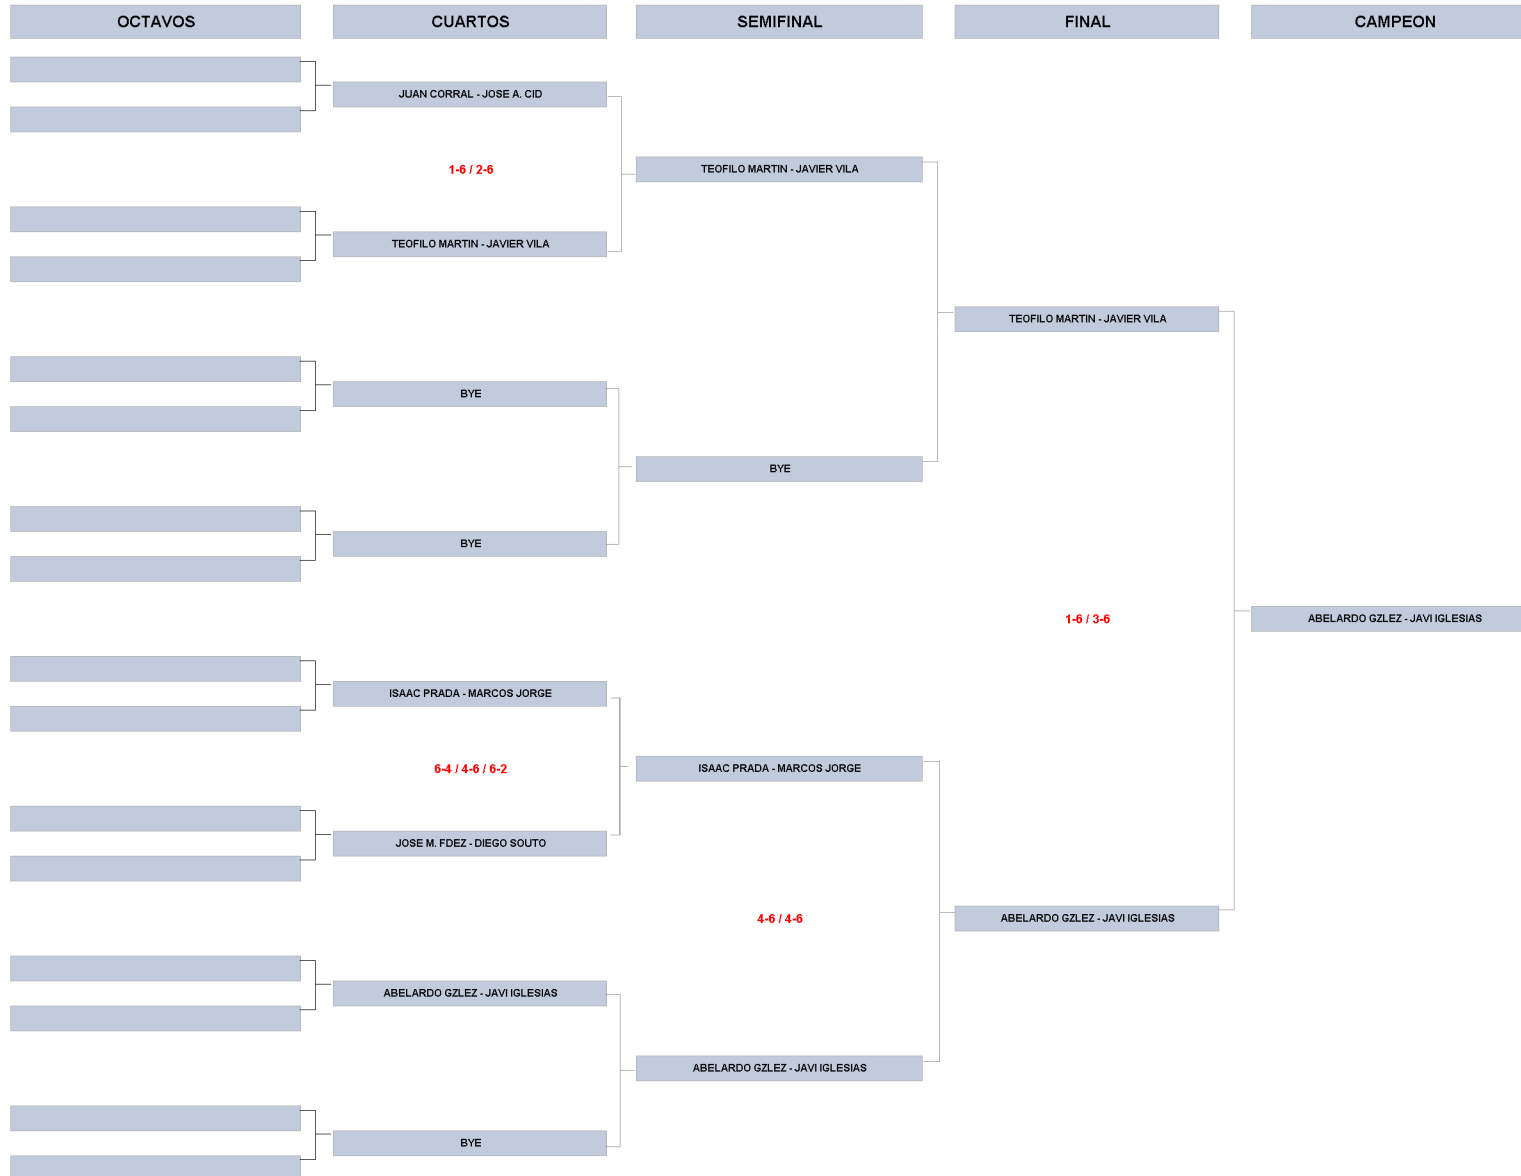 OCTAVOS
CUARTOS
SEMIFINAL
FINAL
CAMPEON
JUAN CORRAL - JOSE A. CID
1-6 / 2-6
TEOFILO MARTIN - JAVIER VILA
TEOFILO MARTIN - JAVIER VILA
TEOFILO MARTIN - JAVIER VILA
BYE
BYE
BYE
1-6 / 3-6
ABELARDO GZLEZ - JAVI IGLESIAS
ISAAC PRADA - MARCOS JORGE
6-4 / 4-6 / 6-2
ISAAC PRADA - MARCOS JORGE
JOSE M. FDEZ - DIEGO SOUTO
4-6 / 4-6
ABELARDO GZLEZ - JAVI IGLESIAS
ABELARDO GZLEZ - JAVI IGLESIAS
ABELARDO GZLEZ - JAVI IGLESIAS
BYE